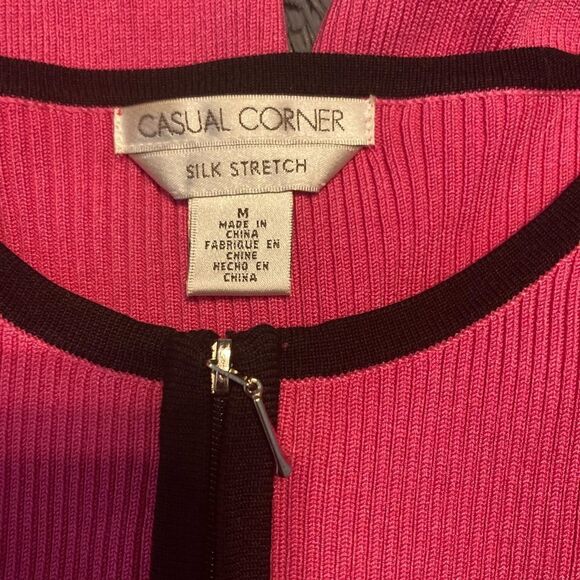 CASUAL CORNER
SILK STRETCH
M
MADE IN
CHINA
FABRIQUE EN
CHINE
HECHO EN
CHINA